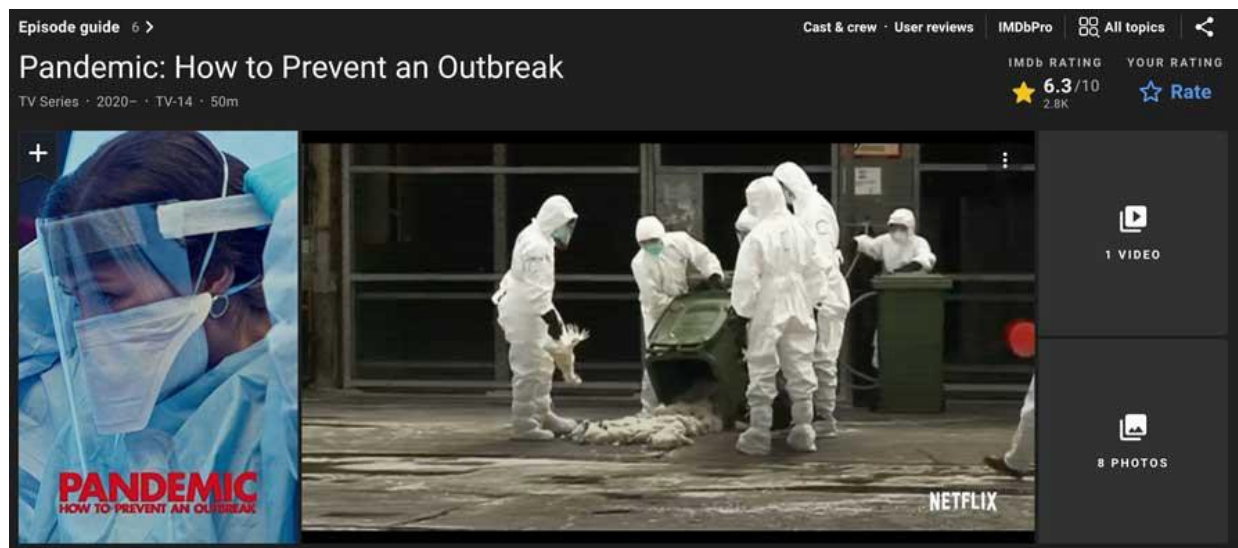 Episode guide 6
Cast & crew · User reviews IMDbPro All topics
Pandemic: How to Prevent an Outbreak
TV Series · 2020– · TV-14 · 50m
IMDb RATING
6.3/10
2.8K
YOUR RATING
Rate
PANDEMIC
HOW TO PREVENT AN OUTBREAK
NETFLIX
1 VIDEO
8 PHOTOS